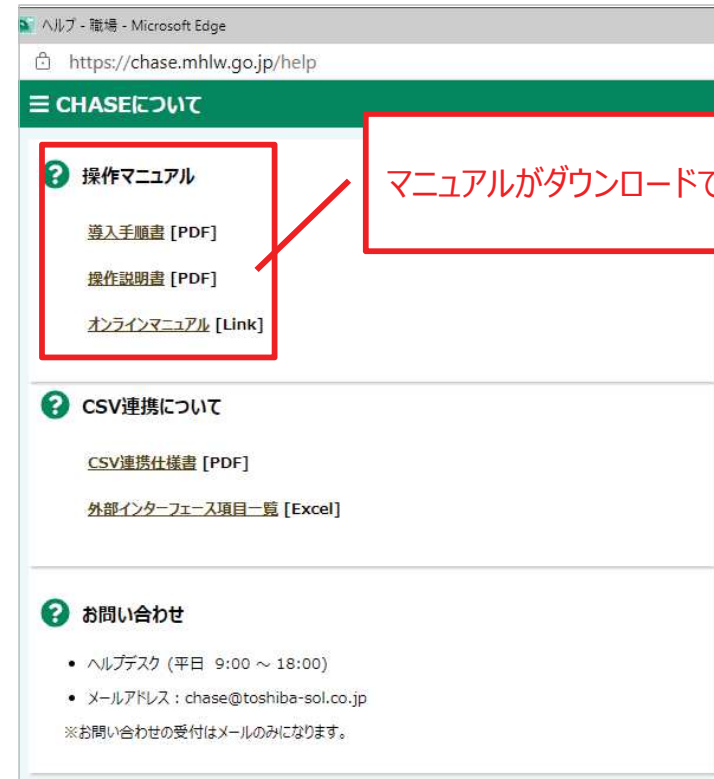 ヘルプ - 職場 - Microsoft Edge
https://chase.mhlw.go.jp/help
☰ CHASEについて
? 操作マニュアル
マニュアルがダウンロードで
導入手順書 [PDF]
操作説明書 [PDF]
オンラインマニュアル [Link]
? CSV連携について
CSV連携仕様書 [PDF]
外部インターフェース項目一覧 [Excel]
? お問い合わせ
• ヘルプデスク (平日 9:00 ～ 18:00)
• メールアドレス : chase@toshiba-sol.co.jp
※お問い合わせの受付はメールのみになります。